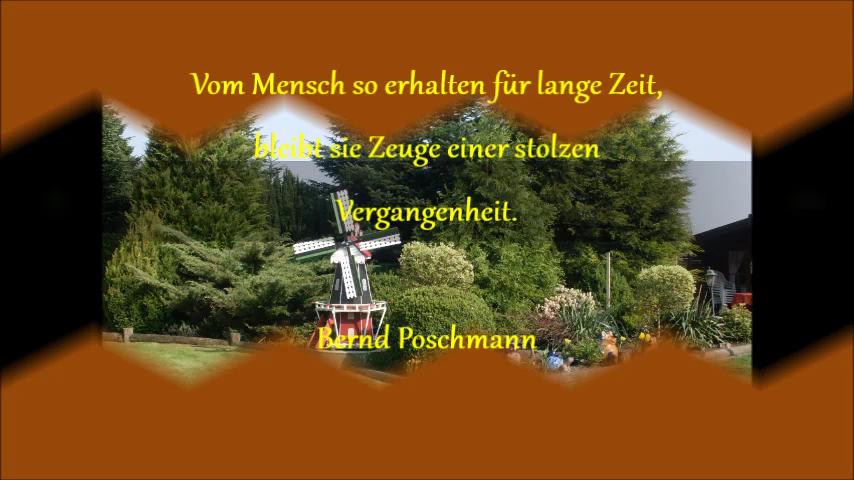 Vom Mensch so erhalten für lange Zeit,
bleibt sie Zeuge einer stolzen
Vergangenheit.
Bernd Poschmann